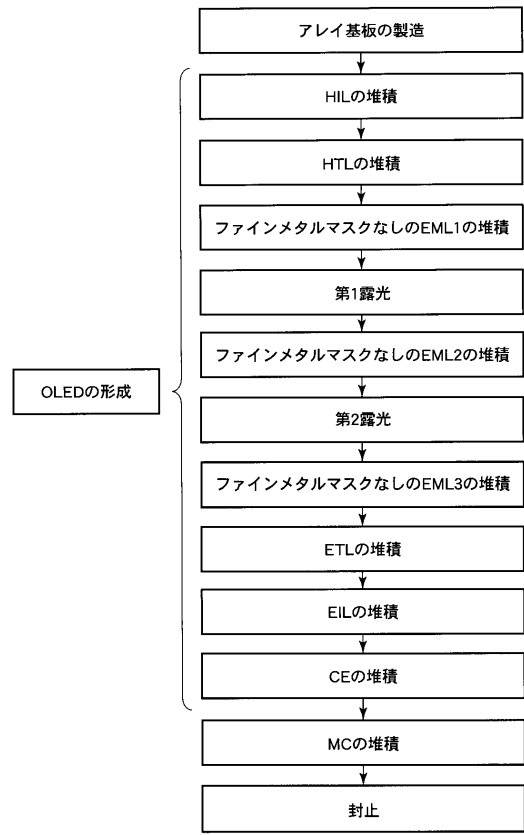 アレイ基板の製造
HILの堆積
HTLの堆積
ファインメタルマスクなしのEML1の堆積
第1露光
ファインメタルマスクなしのEML2の堆積
OLEDの形成
第2露光
ファインメタルマスクなしのEML3の堆積
ETLの堆積
EILの堆積
CEの堆積
MCの堆積
封止